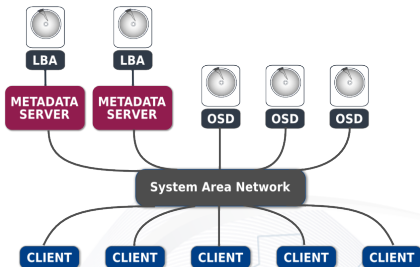 LBA
LBA
METADATA
SERVER
METADATA
SERVER
OSD
OSD
OSD
System Area Network
CLIENT
CLIENT
CLIENT
CLIENT
CLIENT